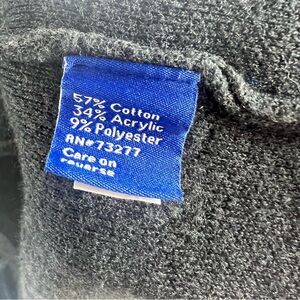 57% Cotton
34% Acrylic
9% Polyester
RN#73277
Care on
reverse